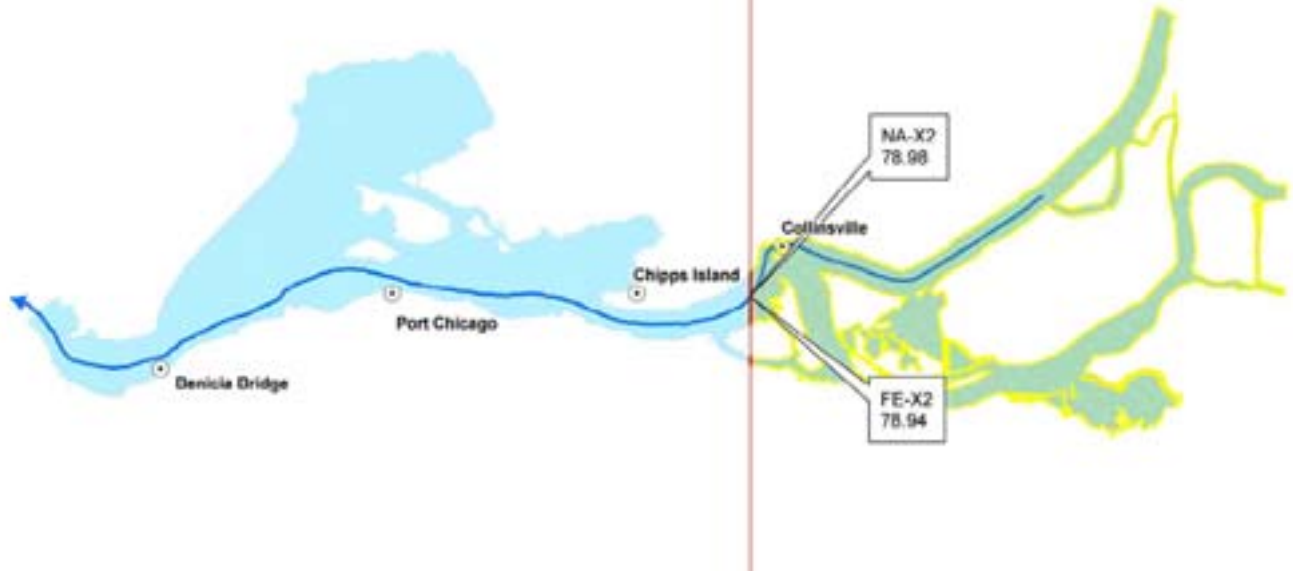 NA-X2
78.98
Collinsville
Chipps Island
Port Chicago
Benicia Bridge
FE-X2
78.94